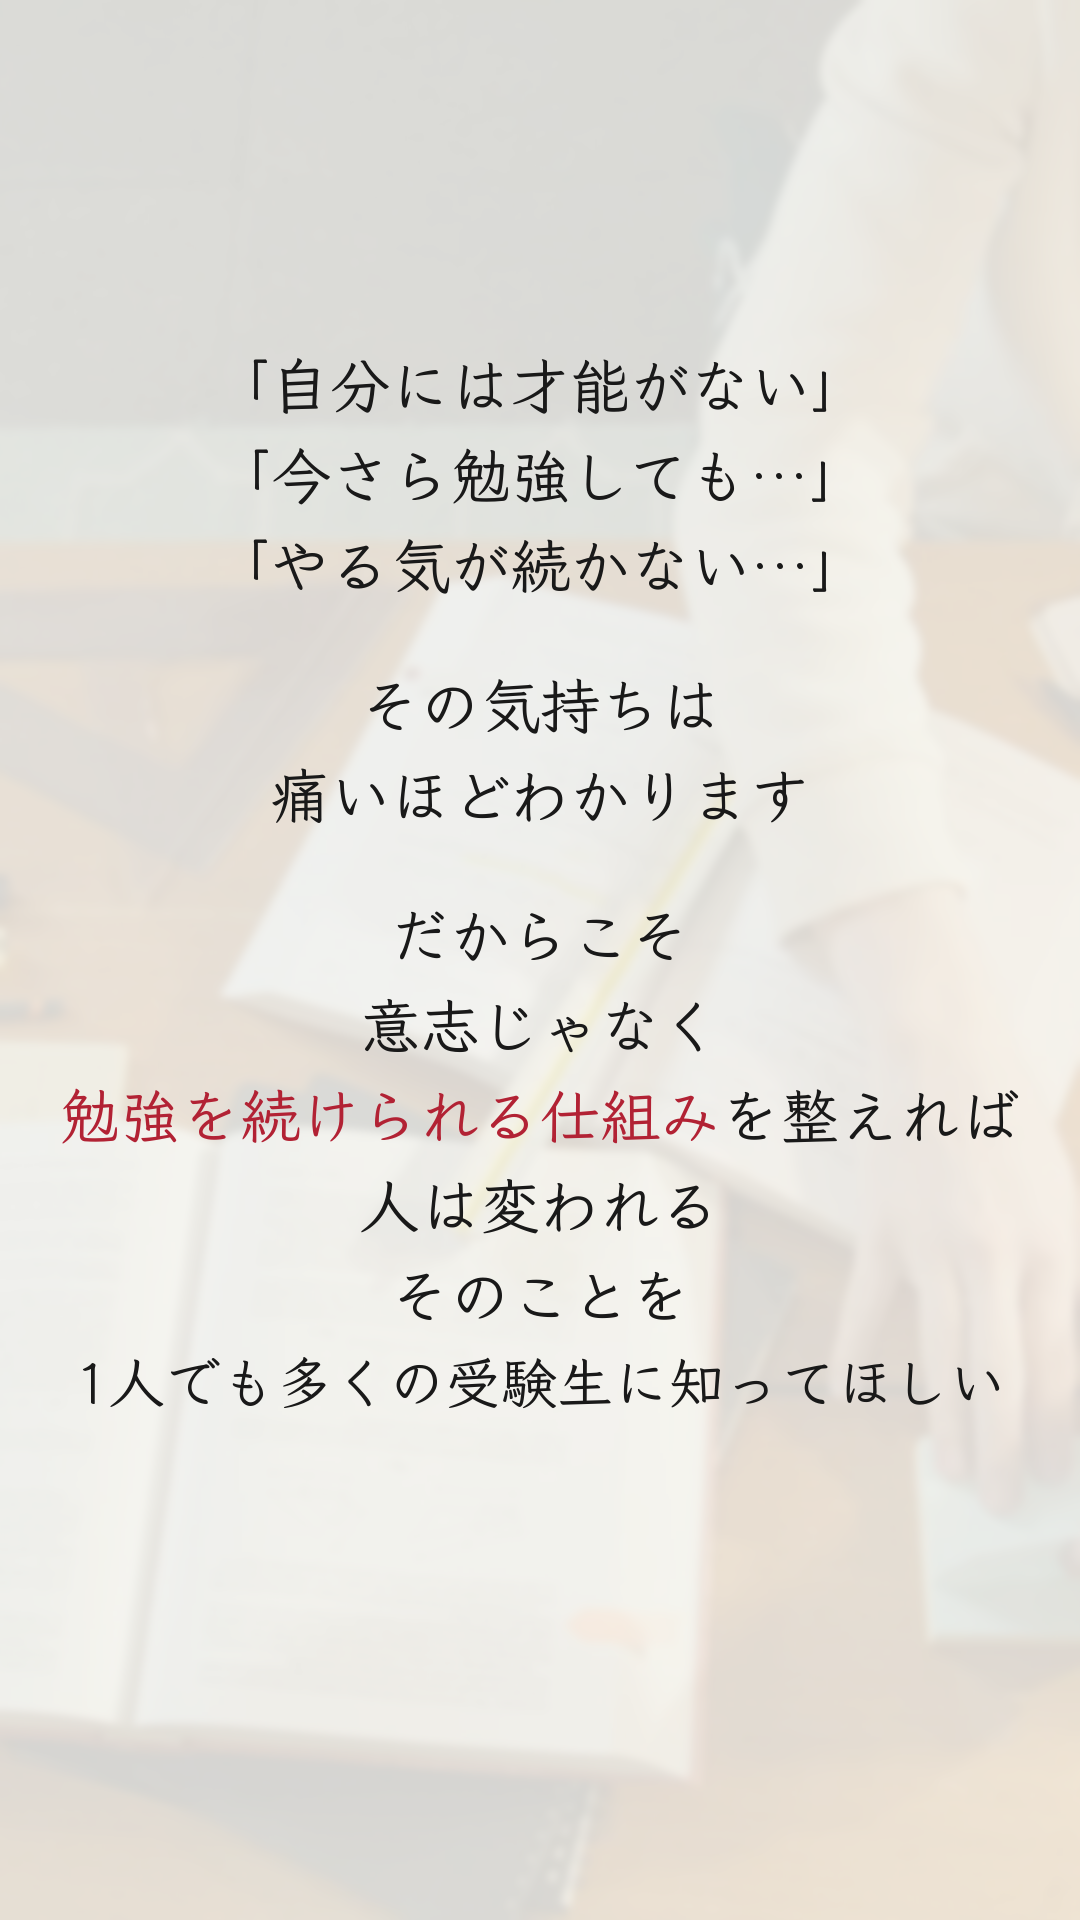 「自分には才能がない」
「今さら勉強しても…」
「やる気が続かない…」
その気持ちは
痛いほどわかります
だからこそ
意志じゃなく
勉強を続けられる仕組みを整えれば
人は変われる
そのことを
1人でも多くの受験生に知ってほしい